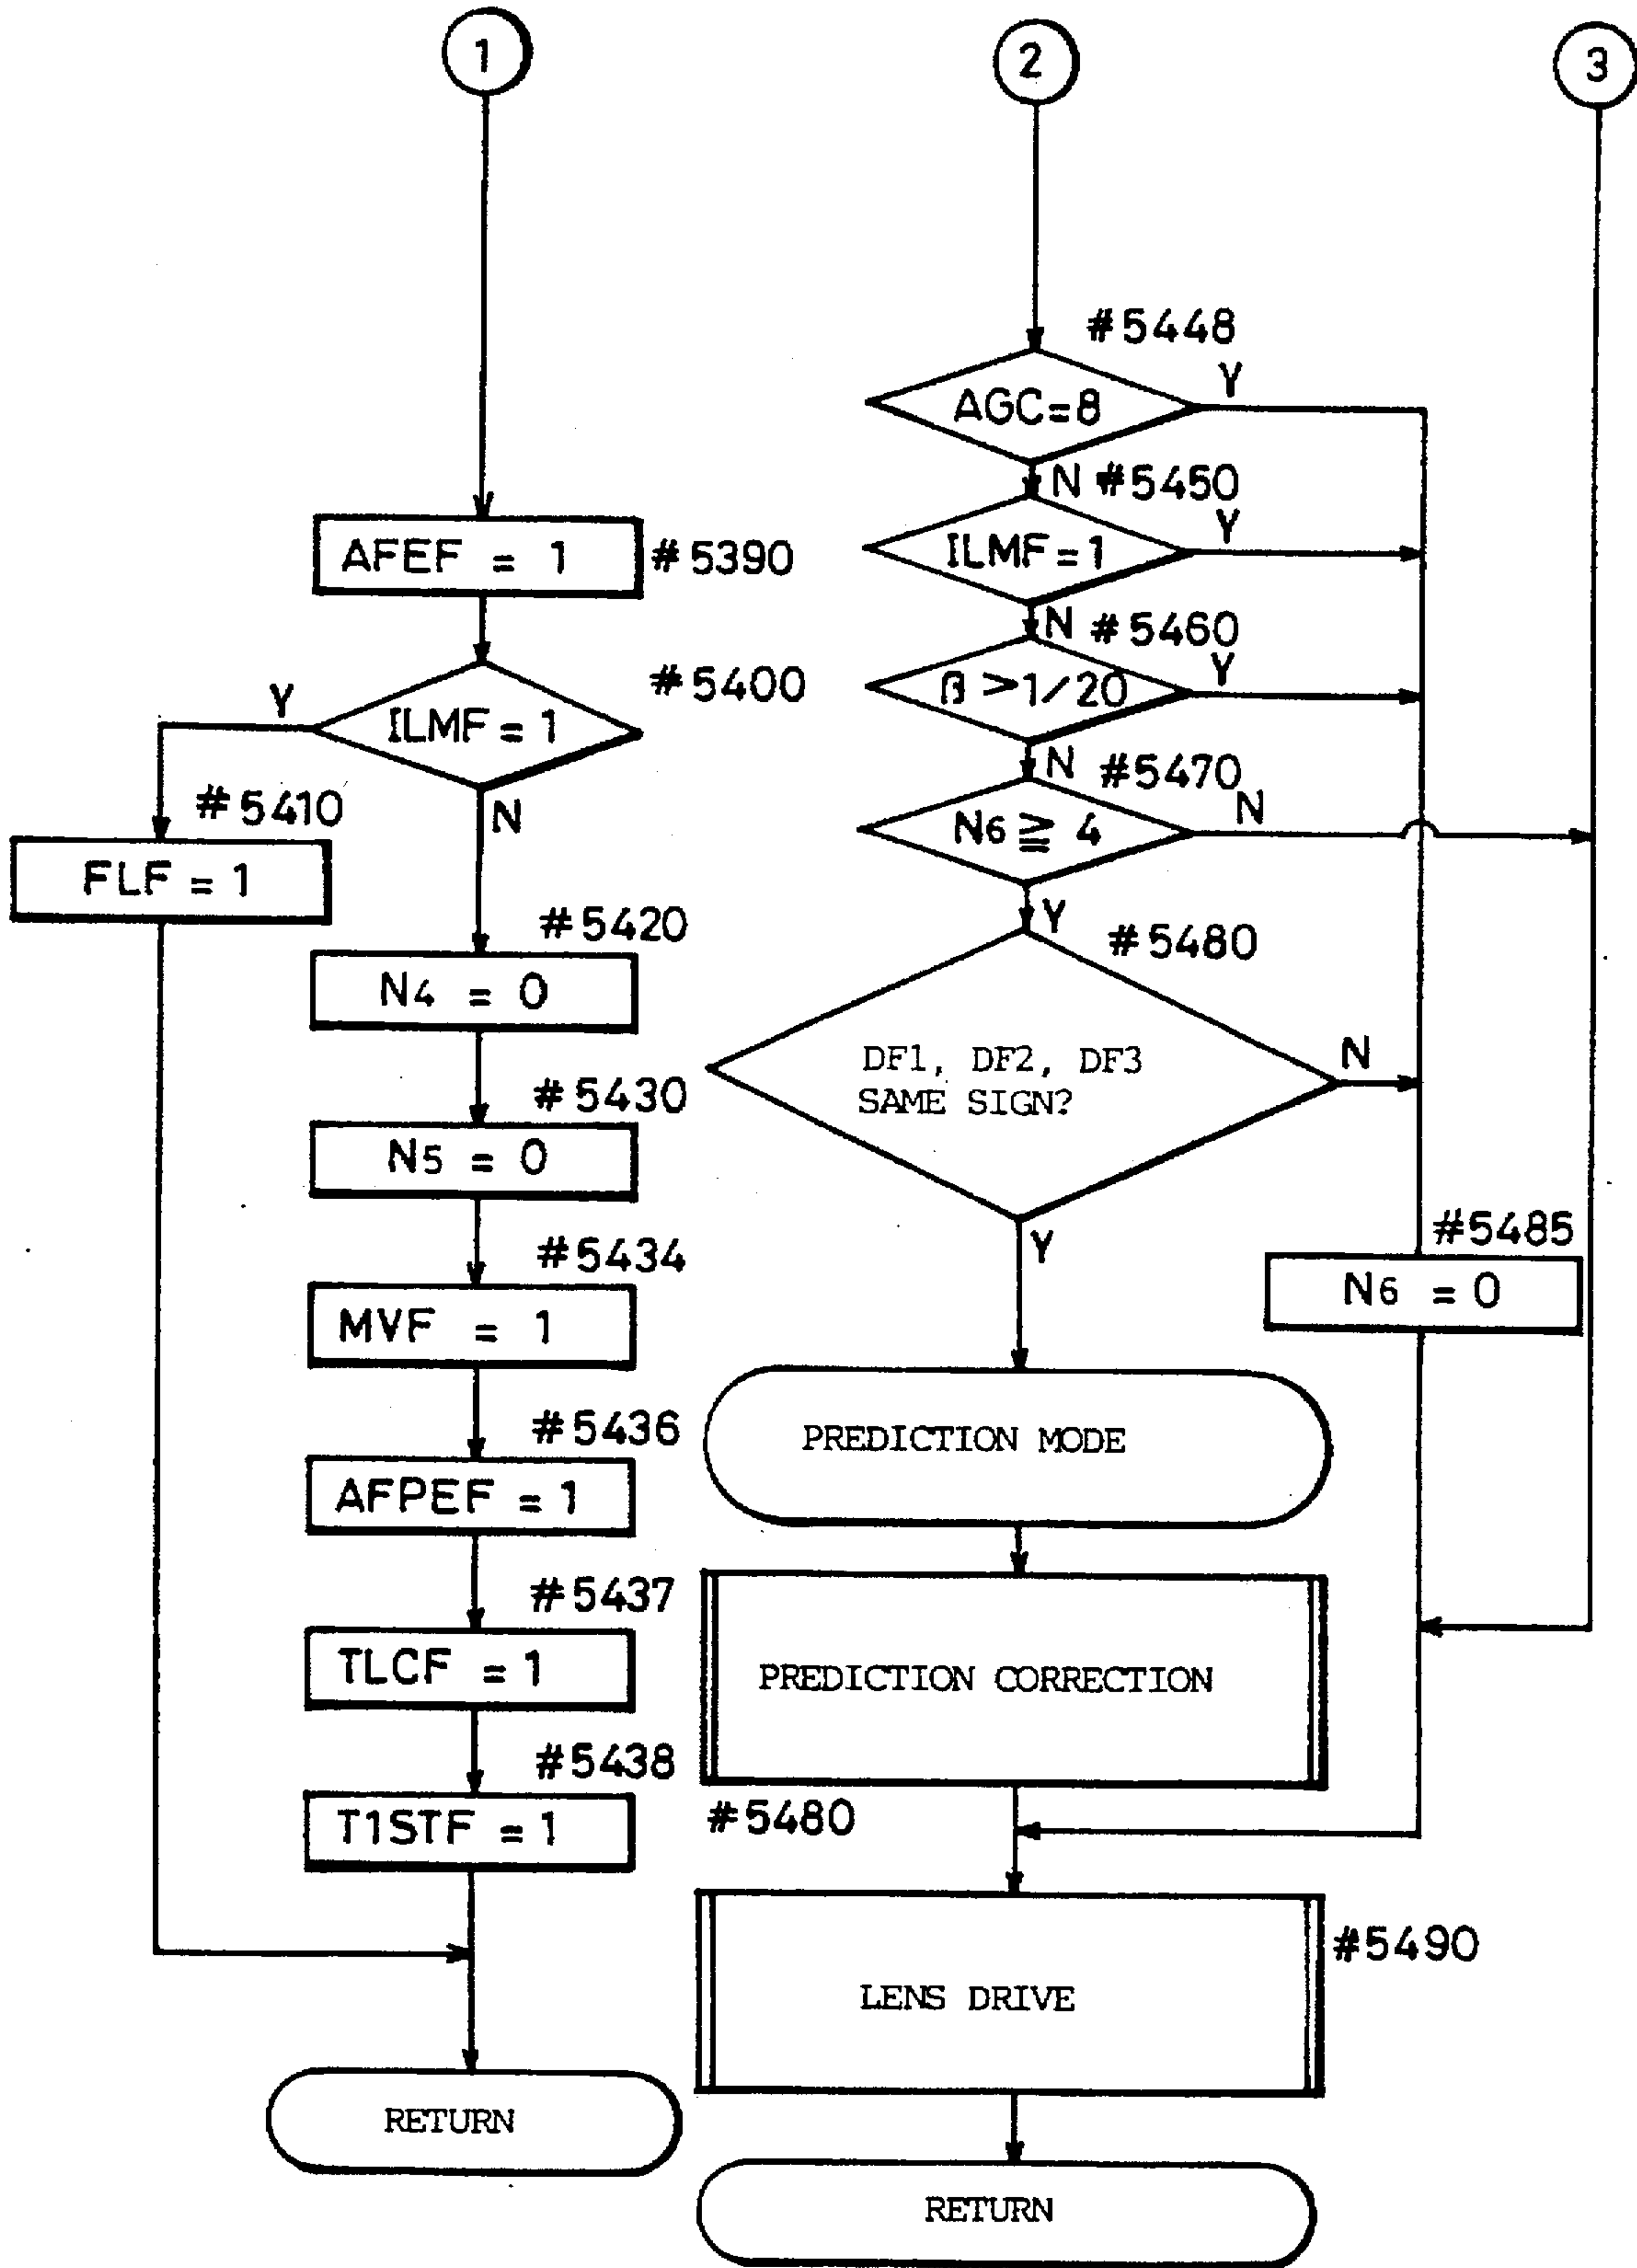 1
AFEF = 1
#5390
#5400
Y
ILMF = 1
N
#5410
FLF = 1
#5420
N4 = 0
#5430
N5 = 0
#5434
MVF = 1
#5436
AFPEF = 1
#5437
TLCF = 1
#5438
T1STF = 1
RETURN
2
#5448
AGC=8
Y
N
#5450
ILMF=1
Y
N
#5460
β >1/20
Y
N
#5470
N6 ≧ 4
N
Y
#5480
DF1, DF2, DF3
SAME SIGN?
N
Y
#5485
N6 = 0
PREDICTION MODE
PREDICTION CORRECTION
#5480
LENS DRIVE
#5490
RETURN
3